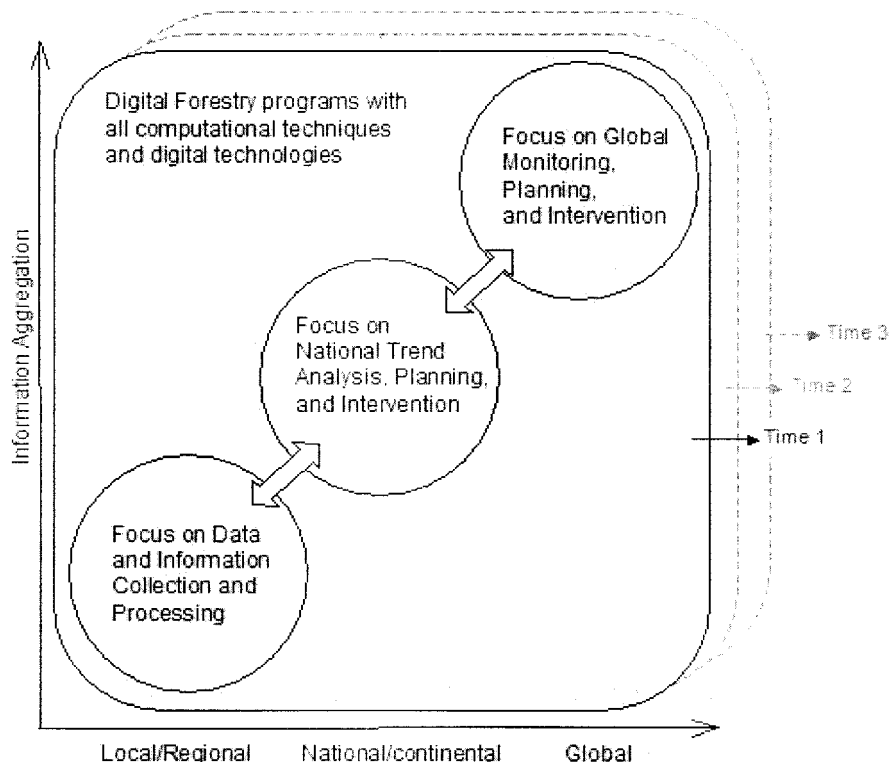 Digital Forestry programs with
all computational techniques
and digital technologies
Focus on Global
Monitoring,
Planning,
and Intervention
Information Aggregation
Focus on
National Trend
Analysis, Planning,
and Intervention
Time 3
Time 2
Time 1
Focus on Data
and Information
Collection and
Processing
Local/Regional
National/continental
Global